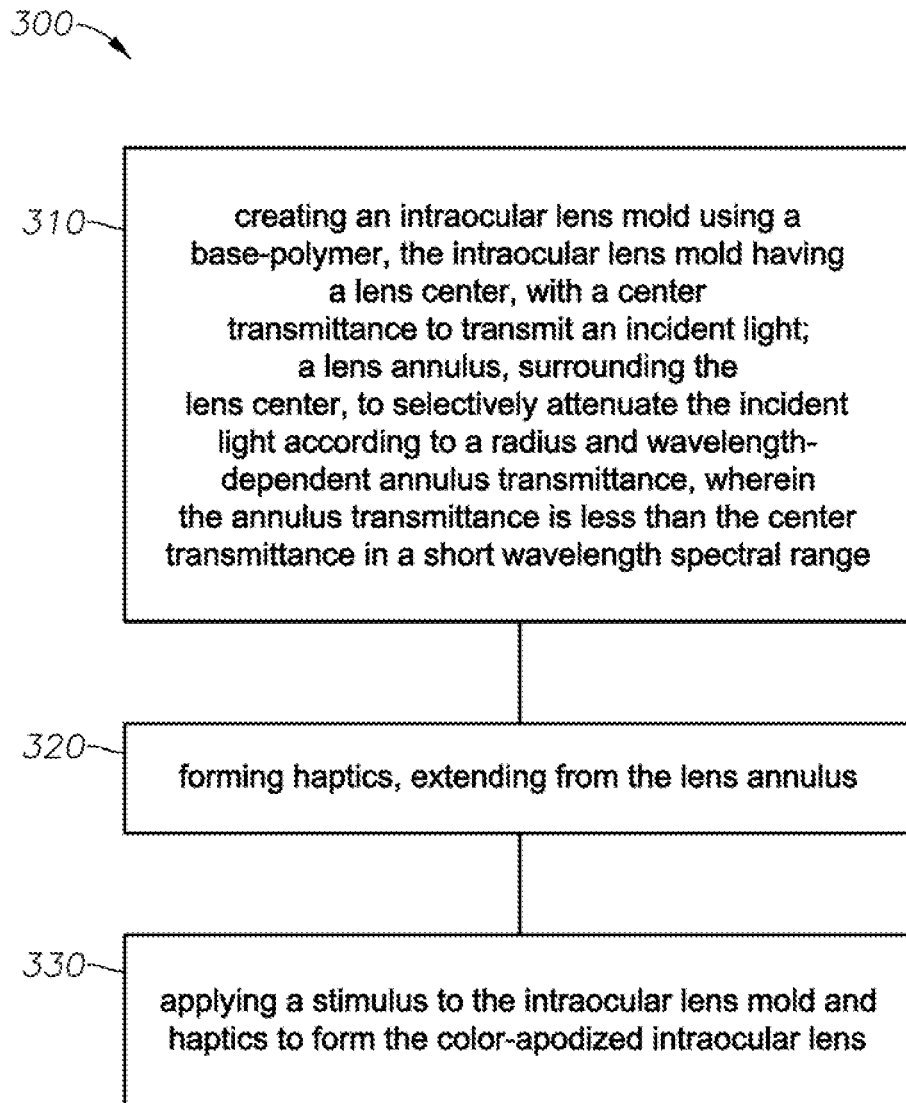 300
310
creating an intraocular lens mold using a
base-polymer, the intraocular lens mold having
a lens center, with a center
transmittance to transmit an incident light;
a lens annulus, surrounding the
lens center, to selectively attenuate the incident
light according to a radius and wavelength-
dependent annulus transmittance, wherein
the annulus transmittance is less than the center
transmittance in a short wavelength spectral range
320
forming haptics, extending from the lens annulus
330
applying a stimulus to the intraocular lens mold and
haptics to form the color-apodized intraocular lens